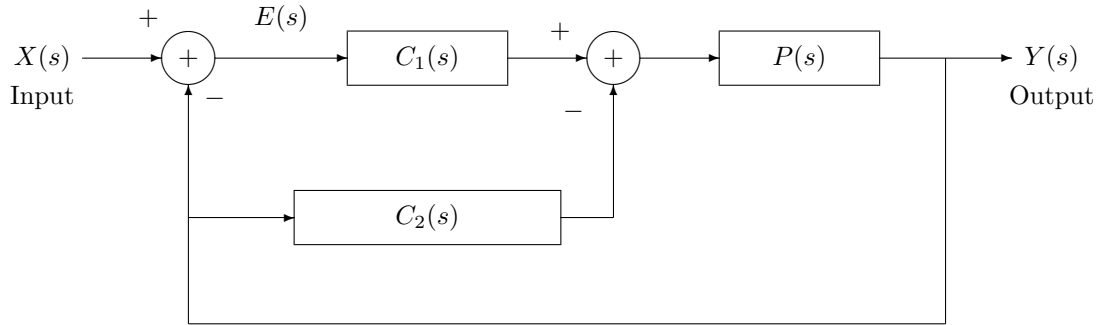 + E(s) +
X(s) + C₁(s) + P(s) Y(s)
Input − − Output
C₂(s)